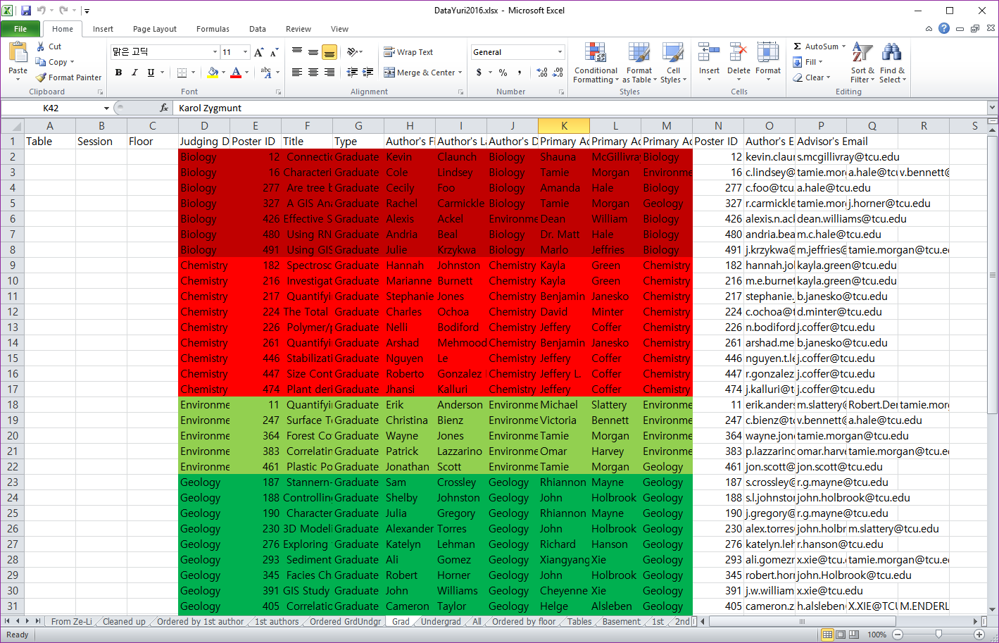 DataYuri2016.xlsx - Microsoft Excel
File Home Insert Page Layout Formulas Data Review View
Paste Cut Copy Format Painter Clipboard
맑은 고딕 11 B I U Font
Wrap Text Merge & Center Alignment
General $ % , Number
Conditional Formatting Format as Table Cell Styles Styles
Insert Delete Format Cells
AutoSum Fill Clear Sort & Filter Find & Select Editing
K42 fx Karol Zygmunt
A B C D E F G H I J K L M N O P Q R S
1 Table Session Floor Judging D Poster ID Title Type Author's Fi Author's La Author's D Primary Ad Primary Ad Primary Ad Poster ID Author's E Advisor's Email
2 Biology 12 Connectio Graduate Kevin Claunch Biology Shauna McGillivra Biology 12 kevin.claun s.mcgillivray@tcu.edu
3 Biology 16 Characteri Graduate Cole Lindsey Biology Tamie Morgan Environme 16 c.lindsey@ tamie.morg a.hale@tcu v.bennett@
4 Biology 277 Are tree b Graduate Cecily Foo Biology Amanda Hale Biology 277 c.foo@tcu. a.hale@tcu.edu
5 Biology 327 A GIS Ana Graduate Rachel Carmickle Biology Tamie Morgan Geology 327 r.carmickle tamie.morg j.horner@tcu.edu
6 Biology 426 Effective S Graduate Alexis Ackel Environme Dean William Biology 426 alexis.n.ack dean.williams@tcu.edu
7 Biology 480 Using RN Graduate Andria Beal Biology Dr. Matt Hale Biology 480 andria.bea m.c.hale@tcu.edu
8 Biology 491 Using GIS Graduate Julie Krzykwa Biology Marlo Jeffries Biology 491 j.krzykwa@ m.jeffries@ tamie.morgan@tcu.e
9 Chemistry 182 Spectrosc Graduate Hannah Johnston Chemistry Kayla Green Chemistry 182 hannah.jol kayla.green@tcu.edu
10 Chemistry 216 Investigat Graduate Marianne Burnett Chemistry Kayla Green Chemistry 216 m.e.burnet kayla.green@tcu.edu
11 Chemistry 217 Quantifyi Graduate Stephanie Jones Chemistry Benjamin Janesko Chemistry 217 stephanie. b.janesko@tcu.edu
12 Chemistry 224 The Total Graduate Charles Ochoa Chemistry David Minter Chemistry 224 c.ochoa@t d.minter@tcu.edu
13 Chemistry 226 Polymer/p Graduate Nelli Bodiford Chemistry Jeffery Coffer Chemistry 226 n.bodiford j.coffer@tcu.edu
14 Chemistry 261 Quantifyi Graduate Arshad Mehmood Chemistry Benjamin Janesko Chemistry 261 arshad.me b.janesko@tcu.edu
15 Chemistry 446 Stabilizati Graduate Nguyen Le Chemistry Jeffery Coffer Chemistry 446 nguyen.t.le j.coffer@tcu.edu
16 Chemistry 447 Size Cont Graduate Roberto Gonzalez Chemistry Jeffery L. Coffer Chemistry 447 r.gonzalez j.coffer@tcu.edu
17 Chemistry 474 Plant deri Graduate Jhansi Kalluri Chemistry Jeffery Coffer Chemistry 474 j.kalluri@t j.coffer@tcu.edu
18 Environme 11 Quantifyi Graduate Erik Anderson Environme Michael Slattery Environme 11 erik.anders m.slattery@ Robert.Der tamie.morg
19 Environme 247 Surface Te Graduate Christina Bienz Environme Victoria Bennett Environme 247 c.bienz@tc v.bennett@ a.hale@tcu.edu
20 Environme 364 Forest Co Graduate Wayne Jones Environme Tamie Morgan Environme 364 wayne.jon tamie.morgan@tcu.edu
21 Environme 383 Correlatin Graduate Patrick Lazzarino Environme Omar Harvey Environme 383 p.lazzarinc omar.harve tamie.morgan@tcu.edu
22 Environme 461 Plastic Po Graduate Jonathan Scott Environme Tamie Morgan Geology 461 jon.scott@ jon.scott@tcu.edu
23 Geology 187 Stannern- Graduate Sam Crossley Geology Rhiannon Mayne Geology 187 s.crossley@ r.g.mayne@tcu.edu
24 Geology 188 Controlling Graduate Shelby Johnston Geology John Holbrook Geology 188 s.l.johnstor john.holbrook@tcu.edu
25 Geology 190 Character Graduate Julia Gregory Geology Rhiannon Mayne Geology 190 j.gregory@ r.g.mayne@tcu.edu
26 Geology 230 3D Modeli Graduate Alexander Torres Geology John Holbrook Geology 230 alex.torres john.holbr m.slattery@tcu.edu
27 Geology 276 Exploring Graduate Katelyn Lehman Geology Richard Hanson Geology 276 katelyn.leh r.hanson@tcu.edu
28 Geology 293 Sediment Graduate Ali Gomez Geology Xiangyang Xie Geology 293 ali.gomezr x.xie@tcu. tamie.morgan@tcu.edu
29 Geology 345 Facies Ch Graduate Robert Horner Geology John Holbrook Geology 345 robert.horr john.Holbrook@tcu.edu
30 Geology 391 GIS Study Graduate John Williams Geology Cheyenne Xie Geology 391 j.w.william x.xie@tcu.edu
31 Geology 405 Correlatic Graduate Cameron Taylor Geology Helge Alsleben Geology 405 cameron.z h.alsleben@ X.XIE@TCU M.ENDERL
From Ze-Li Cleaned up Ordered by 1st author 1st authors Ordered GrdUndgr Grad Undergrad All Ordered by floor Tables Basement 1st 2nd
Ready 100%